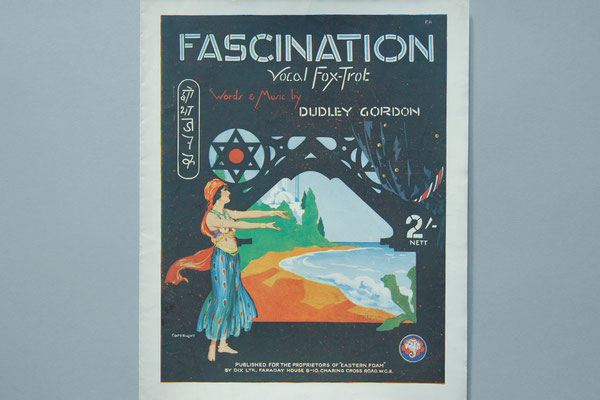 FASCINATION
Vocal Fox-Trot
Words & Music by
DUDLEY GORDON
2/-
NETT
COPYRIGHT
PUBLISHED FOR THE PROPRIETORS OF "EASTERN FOAM"
BY DIX LTD., FARADAY HOUSE 8-10, CHARING CROSS ROAD. W.C.2.